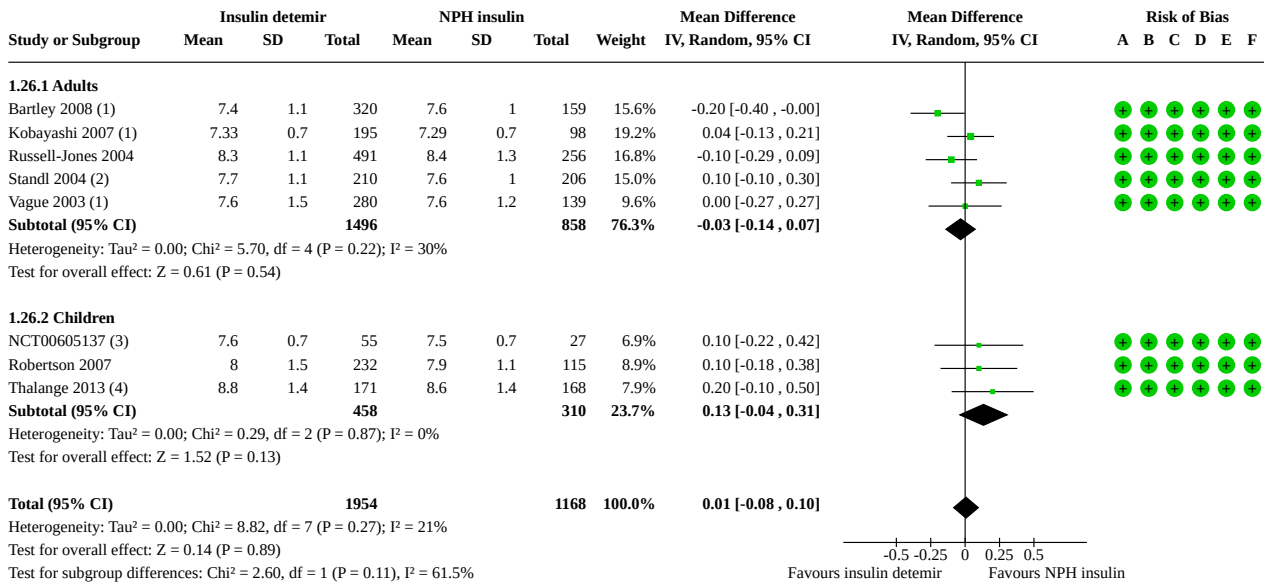 Insulin detemir NPH insulin Mean Difference Mean Difference Risk of Bias
Study or Subgroup Mean SD Total Mean SD Total Weight IV, Random, 95% CI IV, Random, 95% CI A B C D E F
1.26.1 Adults
Bartley 2008 (1) 7.4 1.1 320 7.6 1 159 15.6% -0.20 [-0.40 , -0.00] + + + + + +
Kobayashi 2007 (1) 7.33 0.7 195 7.29 0.7 98 19.2% 0.04 [-0.13 , 0.21] + + + + + +
Russell-Jones 2004 8.3 1.1 491 8.4 1.3 256 16.8% -0.10 [-0.29 , 0.09] + + + + + +
Standl 2004 (2) 7.7 1.1 210 7.6 1 206 15.0% 0.10 [-0.10 , 0.30] + + + + + +
Vague 2003 (1) 7.6 1.5 280 7.6 1.2 139 9.6% 0.00 [-0.27 , 0.27] + + + + + +
Subtotal (95% CI) 1496 858 76.3% -0.03 [-0.14 , 0.07]
Heterogeneity: Tau² = 0.00; Chi² = 5.70, df = 4 (P = 0.22); I² = 30%
Test for overall effect: Z = 0.61 (P = 0.54)
1.26.2 Children
NCT00605137 (3) 7.6 0.7 55 7.5 0.7 27 6.9% 0.10 [-0.22 , 0.42] + + + + + +
Robertson 2007 8 1.5 232 7.9 1.1 115 8.9% 0.10 [-0.18 , 0.38] + + + + + +
Thalange 2013 (4) 8.8 1.4 171 8.6 1.4 168 7.9% 0.20 [-0.10 , 0.50] + + + + + +
Subtotal (95% CI) 458 310 23.7% 0.13 [-0.04 , 0.31]
Heterogeneity: Tau² = 0.00; Chi² = 0.29, df = 2 (P = 0.87); I² = 0%
Test for overall effect: Z = 1.52 (P = 0.13)
Total (95% CI) 1954 1168 100.0% 0.01 [-0.08 , 0.10]
Heterogeneity: Tau² = 0.00; Chi² = 8.82, df = 7 (P = 0.27); I² = 21%
Test for overall effect: Z = 0.14 (P = 0.89) -0.5 -0.25 0 0.25 0.5
Test for subgroup differences: Chi² = 2.60, df = 1 (P = 0.11), I² = 61.5% Favours insulin detemir Favours NPH insulin